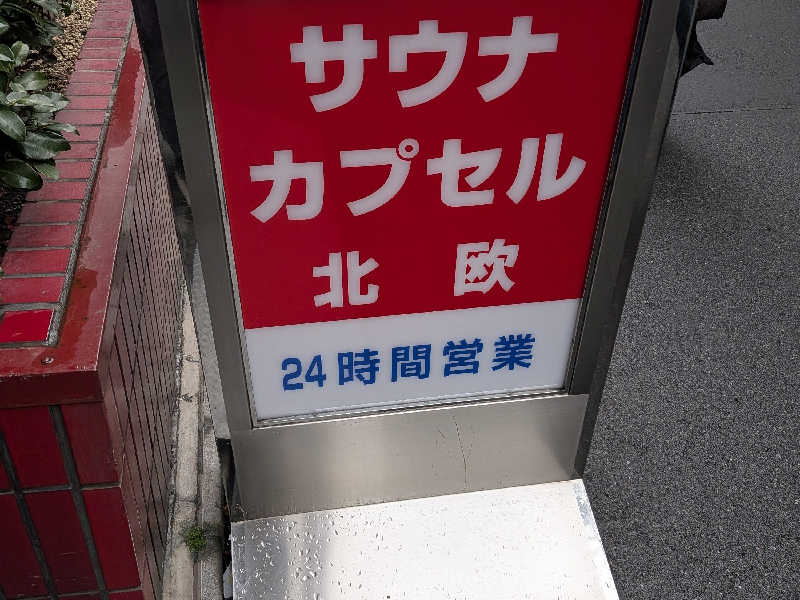 サウナ
カプセル
北欧
24時間営業